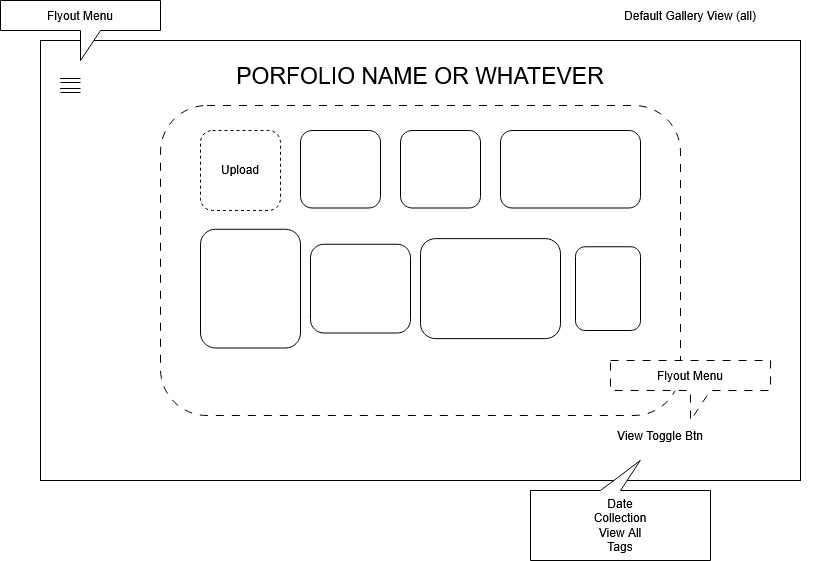 Flyout Menu
Default Gallery View (all)
PORFOLIO NAME OR WHATEVER
Upload
Flyout Menu
View Toggle Btn
Date
Collection
View All
Tags